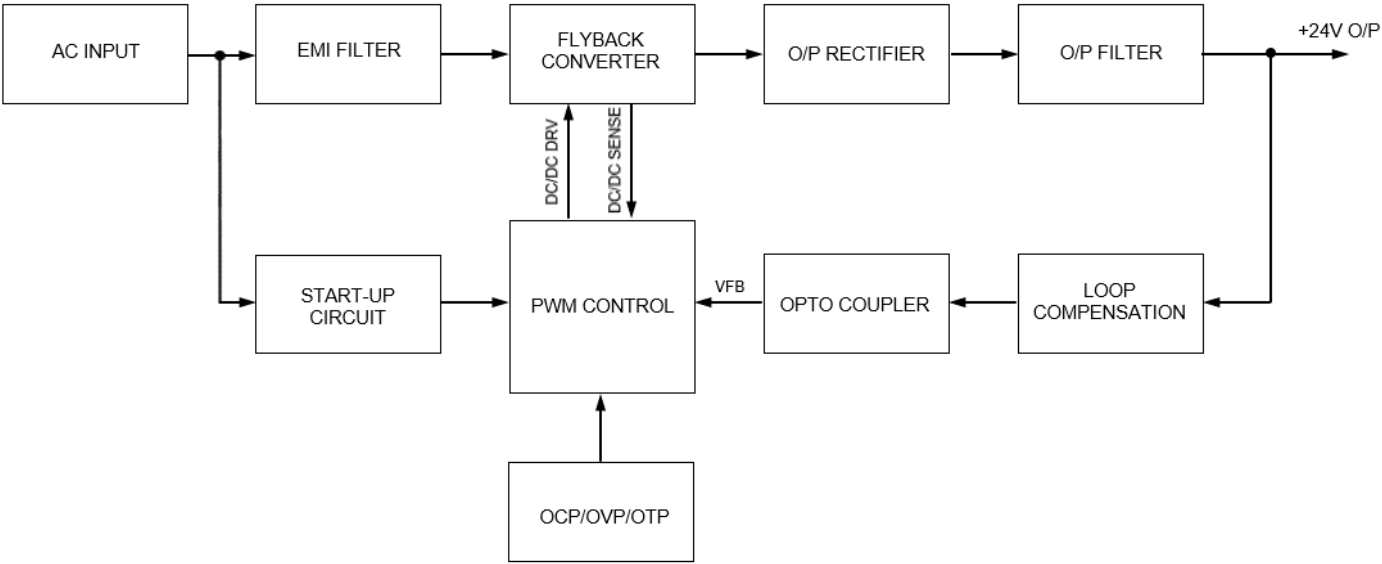 AC INPUT
EMI FILTER
FLYBACK
CONVERTER
O/P RECTIFIER
O/P FILTER
+24V O/P
DC/DC DRV
DC/DC SENSE
START-UP
CIRCUIT
PWM CONTROL
VFB
OPTO COUPLER
LOOP
COMPENSATION
OCP/OVP/OTP